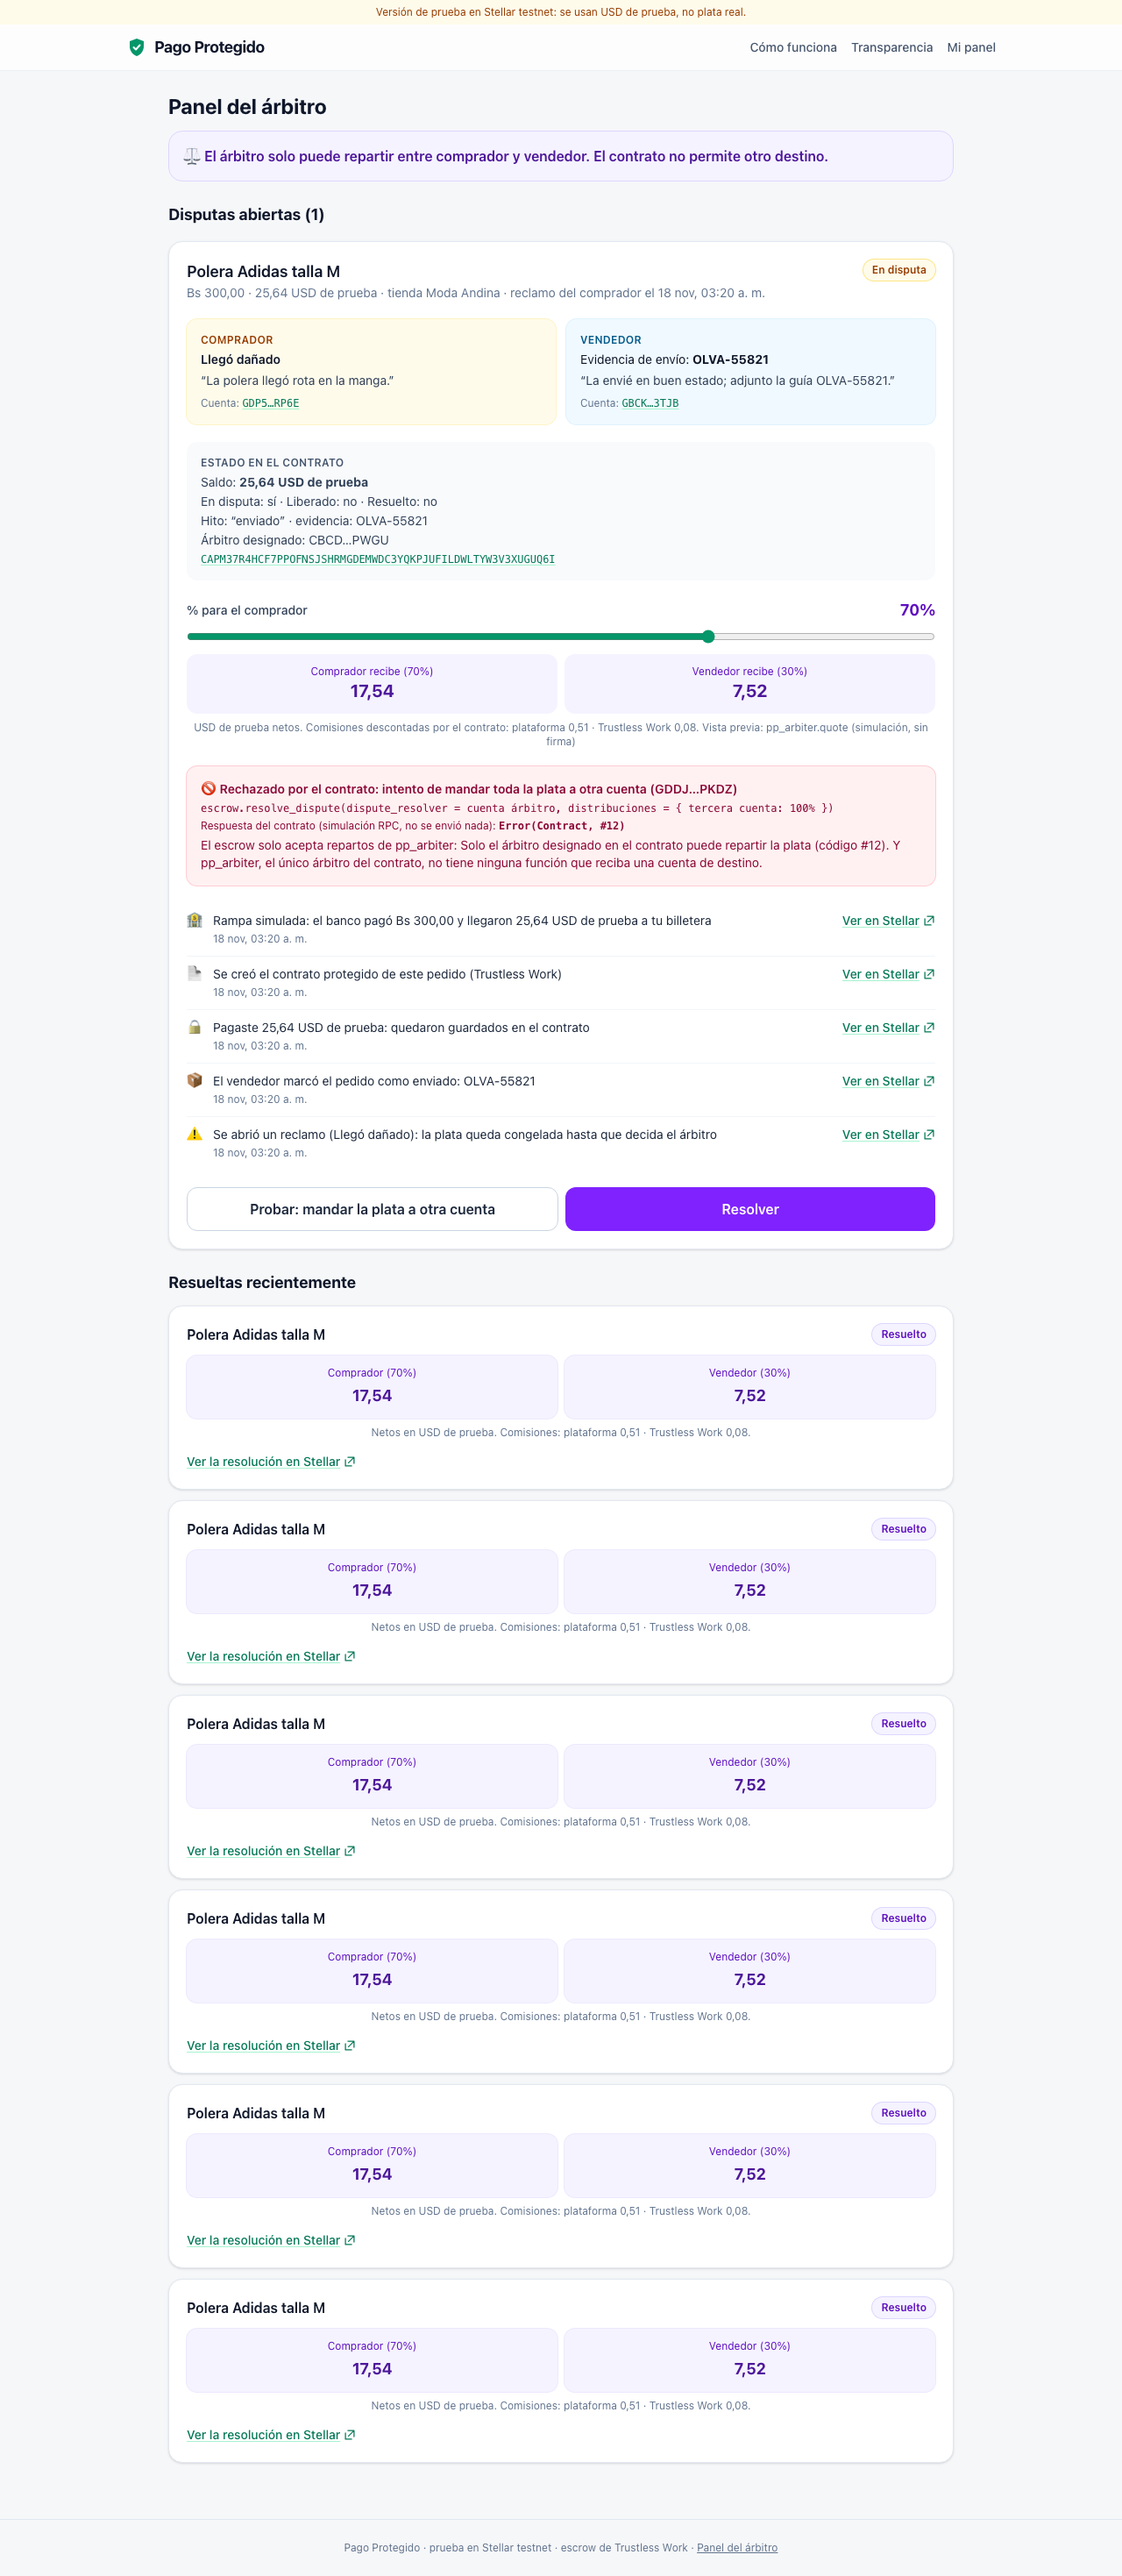 Versión de prueba en Stellar testnet: se usan USD de prueba, no plata real.
Pago Protegido
Cómo funciona
Transparencia
Mi panel
Panel del árbitro
El árbitro solo puede repartir entre comprador y vendedor. El contrato no permite otro destino.
Disputas abiertas (1)
Polera Adidas talla M
En disputa
Bs 300,00 · 25,64 USD de prueba · tienda Moda Andina · reclamo del comprador el 18 nov, 03:20 a. m.
COMPRADOR
Llegó dañado
“La polera llegó rota en la manga.”
Cuenta: GDP5…RP6E
VENDEDOR
Evidencia de envío: OLVA-55821
“La envié en buen estado; adjunto la guía OLVA-55821.”
Cuenta: GBCK…3TJB
ESTADO EN EL CONTRATO
Saldo: 25,64 USD de prueba
En disputa: sí · Liberado: no · Resuelto: no
Hito: “enviado” · evidencia: OLVA-55821
Árbitro designado: CBCD…PWGU
CAPM37R4HCF7PPOFNSJSHRMGDEMWDC3YQKPJUFILDWLTYW3V3XUGUQ6I
% para el comprador
70%
Comprador recibe (70%)
17,54
Vendedor recibe (30%)
7,52
USD de prueba netos. Comisiones descontadas por el contrato: plataforma 0,51 · Trustless Work 0,08. Vista previa: pp_arbiter.quote (simulación, sin
firma)
Rechazado por el contrato: intento de mandar toda la plata a otra cuenta (GDDJ…PKDZ)
escrow.resolve_dispute(dispute_resolver = cuenta árbitro, distribuciones = { tercera cuenta: 100% })
Respuesta del contrato (simulación RPC, no se envió nada): Error(Contract, #12)
El escrow solo acepta repartos de pp_arbiter: Solo el árbitro designado en el contrato puede repartir la plata (código #12). Y
pp_arbiter, el único árbitro del contrato, no tiene ninguna función que reciba una cuenta de destino.
Rampa simulada: el banco pagó Bs 300,00 y llegaron 25,64 USD de prueba a tu billetera
Ver en Stellar
18 nov, 03:20 a. m.
Se creó el contrato protegido de este pedido (Trustless Work)
Ver en Stellar
18 nov, 03:20 a. m.
Pagaste 25,64 USD de prueba: quedaron guardados en el contrato
Ver en Stellar
18 nov, 03:20 a. m.
El vendedor marcó el pedido como enviado: OLVA-55821
Ver en Stellar
18 nov, 03:20 a. m.
Se abrió un reclamo (Llegó dañado): la plata queda congelada hasta que decida el árbitro
Ver en Stellar
18 nov, 03:20 a. m.
Probar: mandar la plata a otra cuenta
Resolver
Resueltas recientemente
Polera Adidas talla M
Resuelto
Comprador (70%)
17,54
Vendedor (30%)
7,52
Netos en USD de prueba. Comisiones: plataforma 0,51 · Trustless Work 0,08.
Ver la resolución en Stellar
Polera Adidas talla M
Resuelto
Comprador (70%)
17,54
Vendedor (30%)
7,52
Netos en USD de prueba. Comisiones: plataforma 0,51 · Trustless Work 0,08.
Ver la resolución en Stellar
Polera Adidas talla M
Resuelto
Comprador (70%)
17,54
Vendedor (30%)
7,52
Netos en USD de prueba. Comisiones: plataforma 0,51 · Trustless Work 0,08.
Ver la resolución en Stellar
Polera Adidas talla M
Resuelto
Comprador (70%)
17,54
Vendedor (30%)
7,52
Netos en USD de prueba. Comisiones: plataforma 0,51 · Trustless Work 0,08.
Ver la resolución en Stellar
Polera Adidas talla M
Resuelto
Comprador (70%)
17,54
Vendedor (30%)
7,52
Netos en USD de prueba. Comisiones: plataforma 0,51 · Trustless Work 0,08.
Ver la resolución en Stellar
Polera Adidas talla M
Resuelto
Comprador (70%)
17,54
Vendedor (30%)
7,52
Netos en USD de prueba. Comisiones: plataforma 0,51 · Trustless Work 0,08.
Ver la resolución en Stellar
Pago Protegido · prueba en Stellar testnet · escrow de Trustless Work · Panel del árbitro